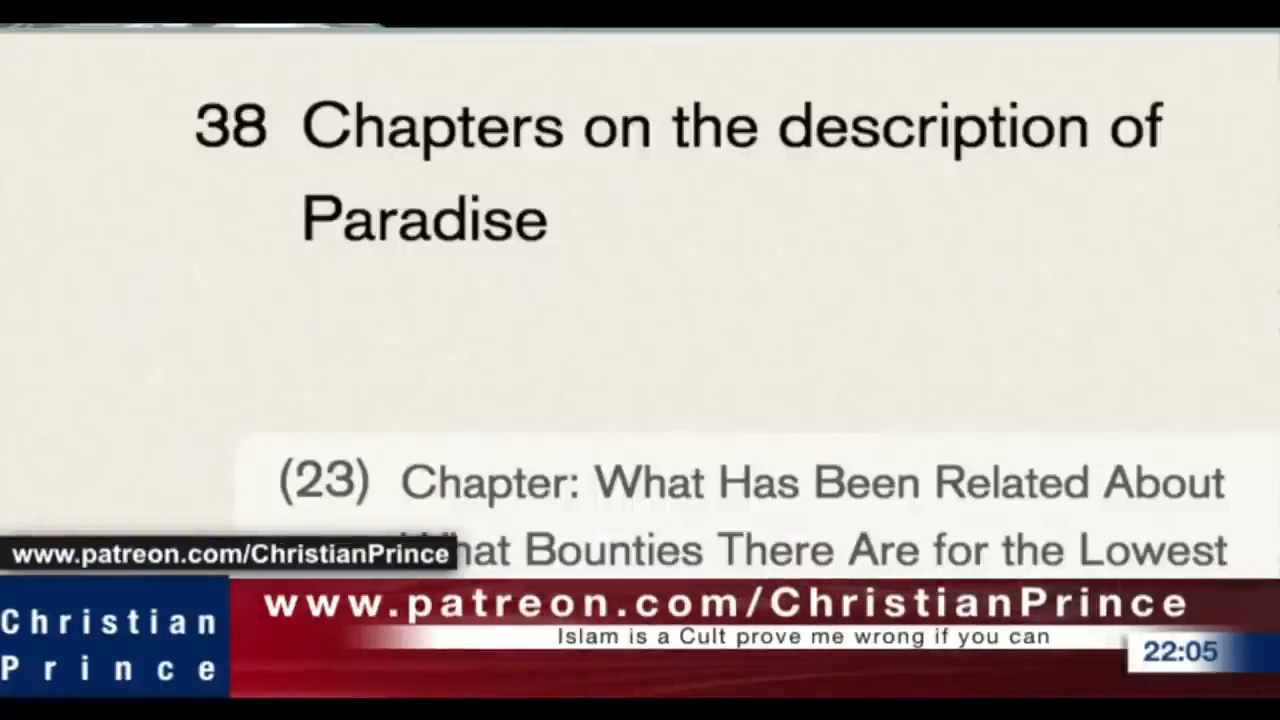 38 Chapters on the description of
Paradise
(23) Chapter: What Has Been Related About
What Bounties There Are for the Lowest
www.patreon.com/ChristianPrince
www.patreon.com/ChristianPrince
Islam is a Cult prove me wrong if you can
Christian
Prince
22:05